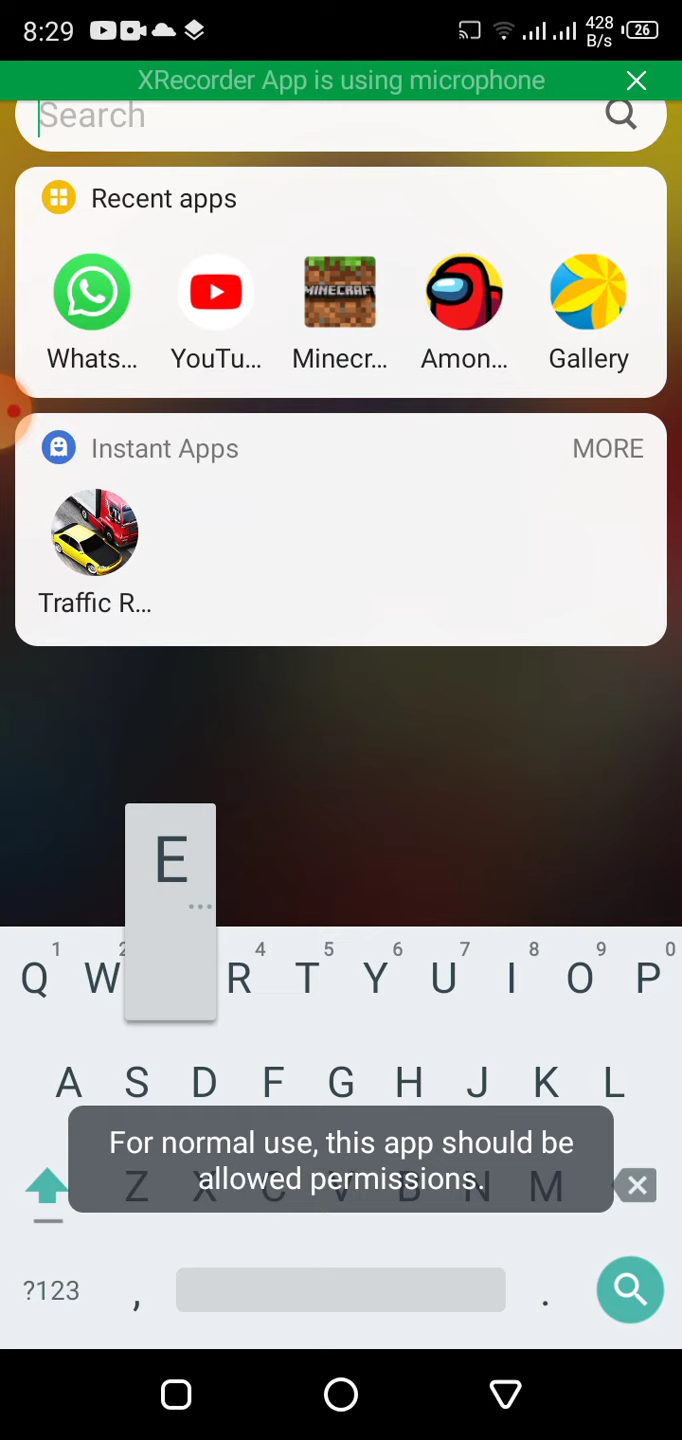 8:29
428
B/s
26
XRecorder App is using microphone
Search
Recent apps
MINECRAFT
Whats... YouTu... Minecr... Amon... Gallery
Instant Apps MORE
Traffic R...
E
...
1 2 4 5 6 7 8 9 0
Q W R T Y U I O P
A S D F G H J K L
For normal use, this app should be
allowed permissions.
Z X C V B N M
?123 , .